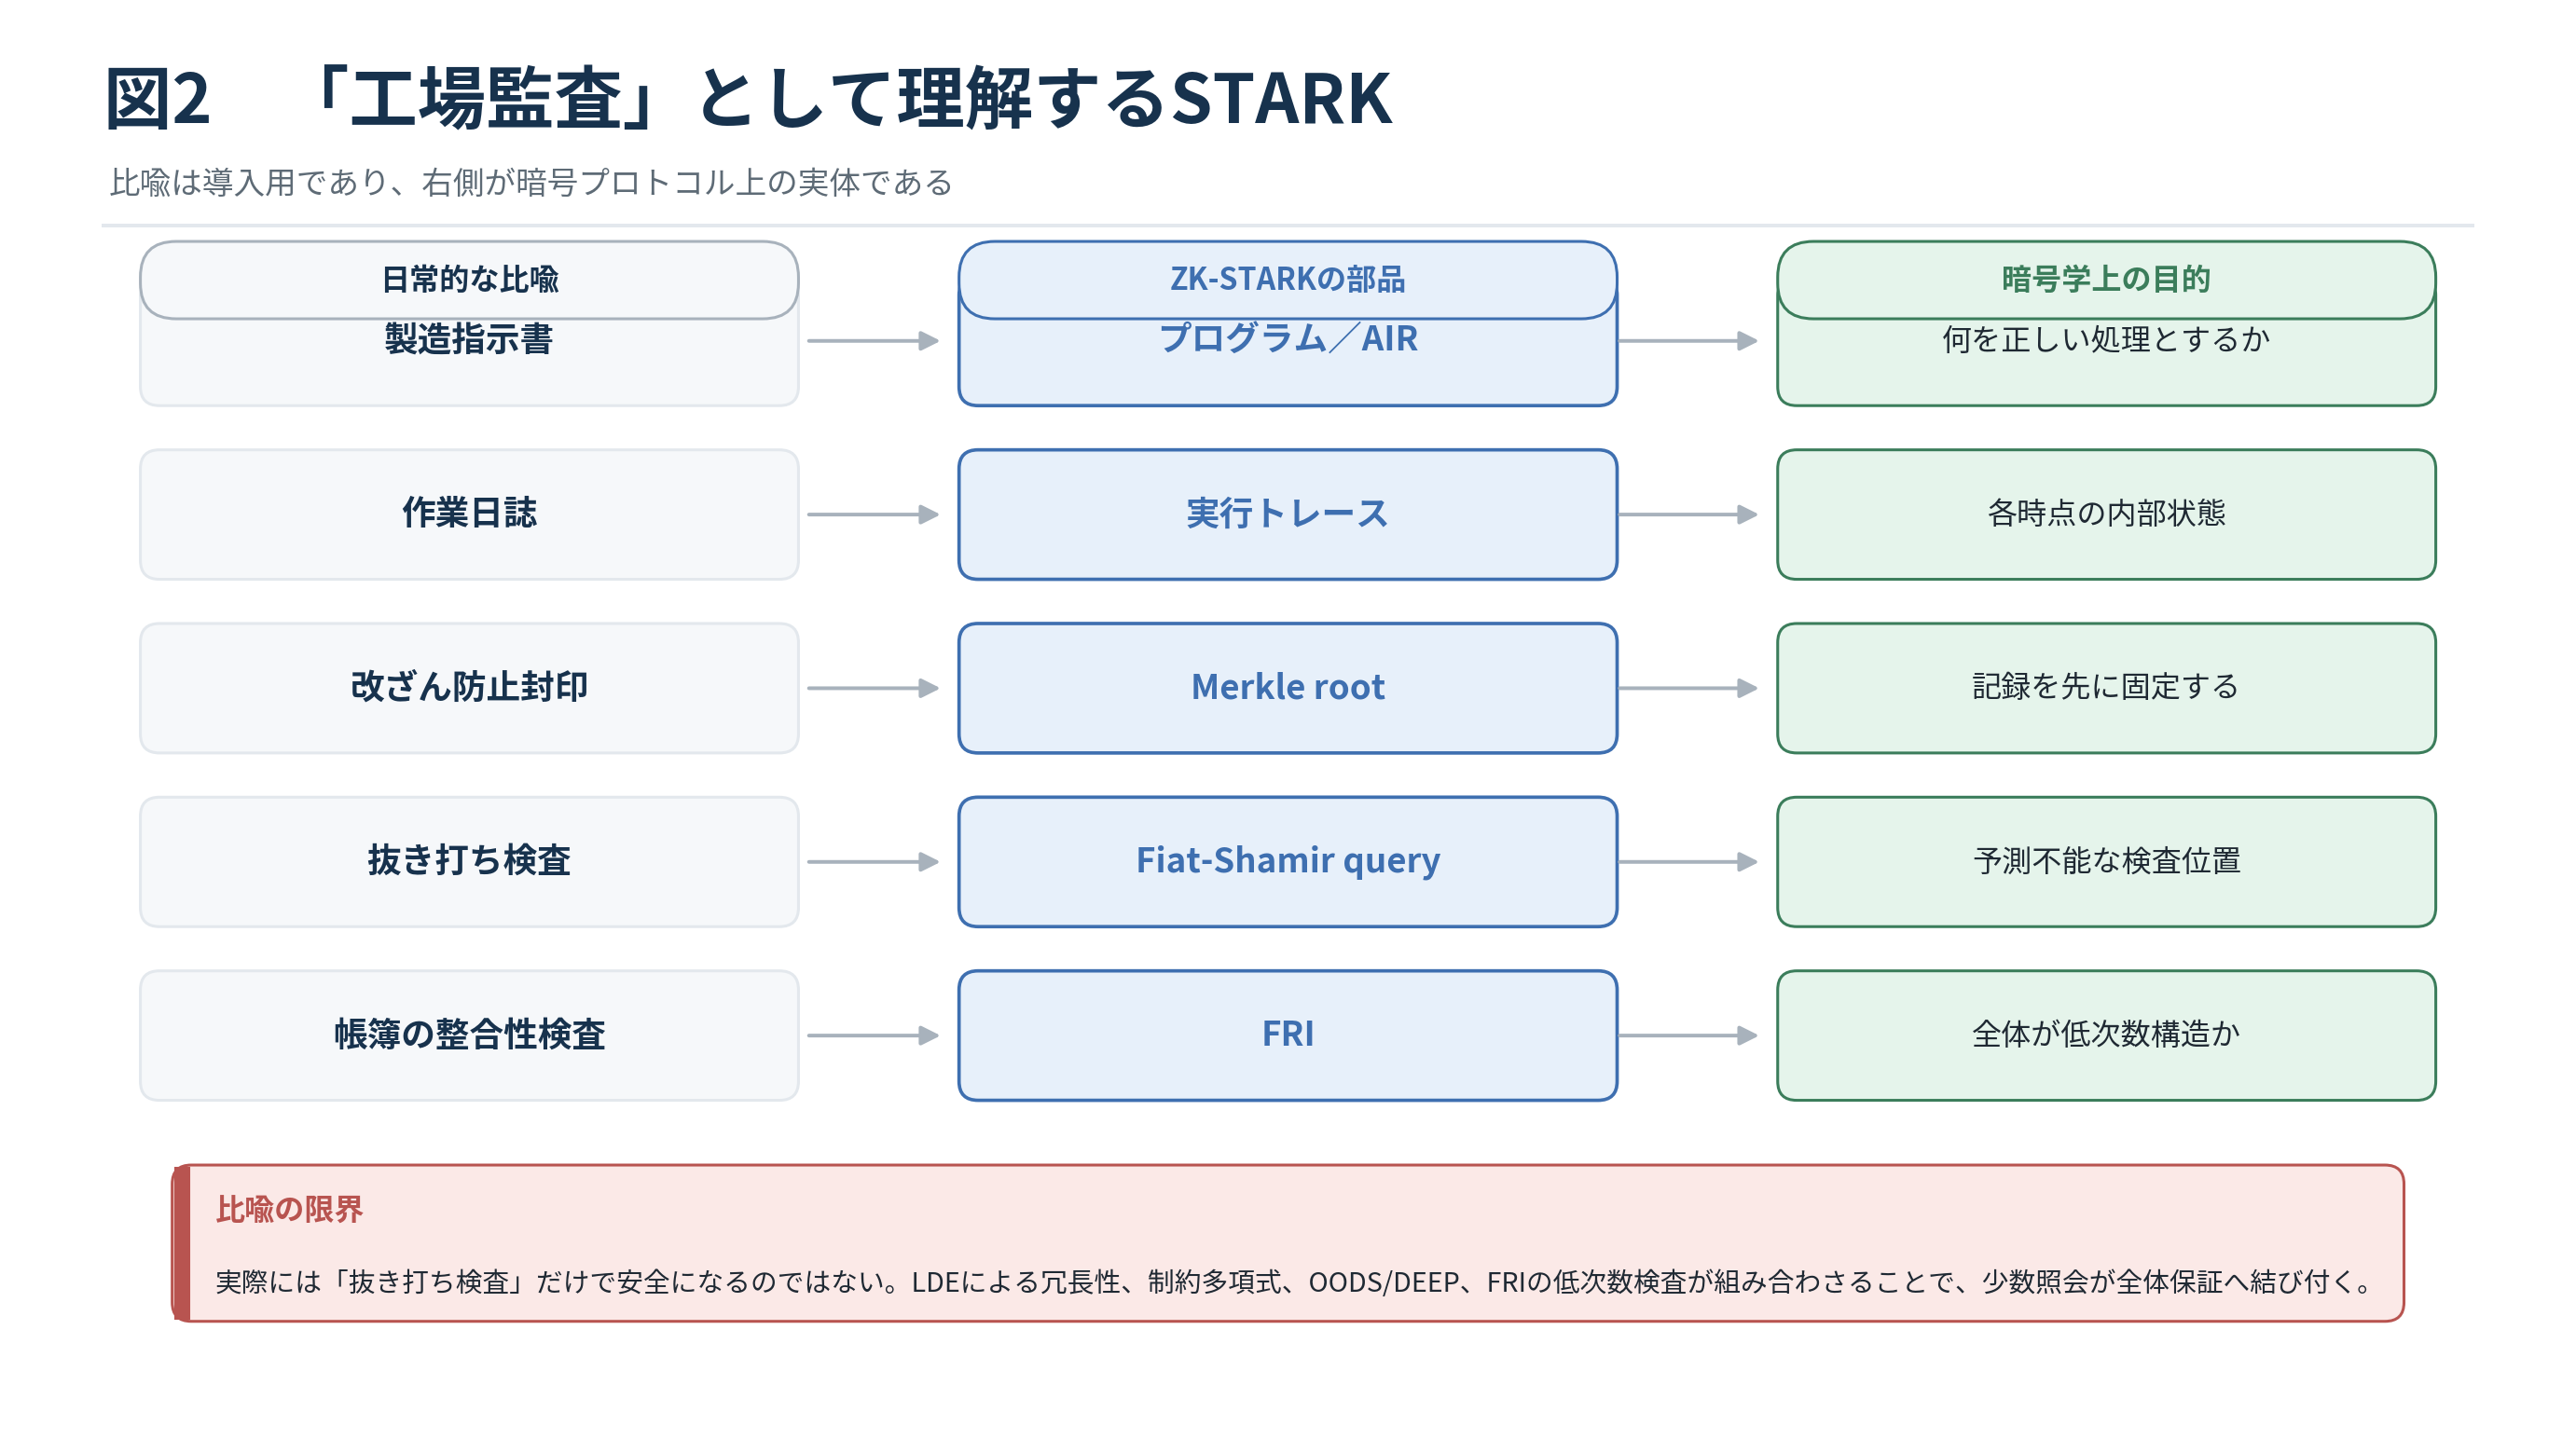 図2　「工場監査」として理解するSTARK
比喩は導入用であり、右側が暗号プロトコル上の実体である
日常的な比喩
ZK-STARKの部品
暗号学上の目的
製造指示書
プログラム／AIR
何を正しい処理とするか
作業日誌
実行トレース
各時点の内部状態
改ざん防止封印
Merkle root
記録を先に固定する
抜き打ち検査
Fiat-Shamir query
予測不能な検査位置
帳簿の整合性検査
FRI
全体が低次数構造か
比喩の限界
実際には「抜き打ち検査」だけで安全になるのではない。LDEによる冗長性、制約多項式、OODS/DEEP、FRIの低次数検査が組み合わさることで、少数照会が全体保証へ結び付く。